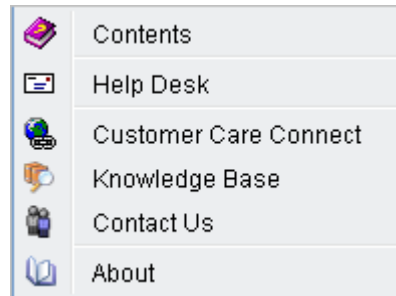 Contents
Help Desk
Customer Care Connect
Knowledge Base
Contact Us
About